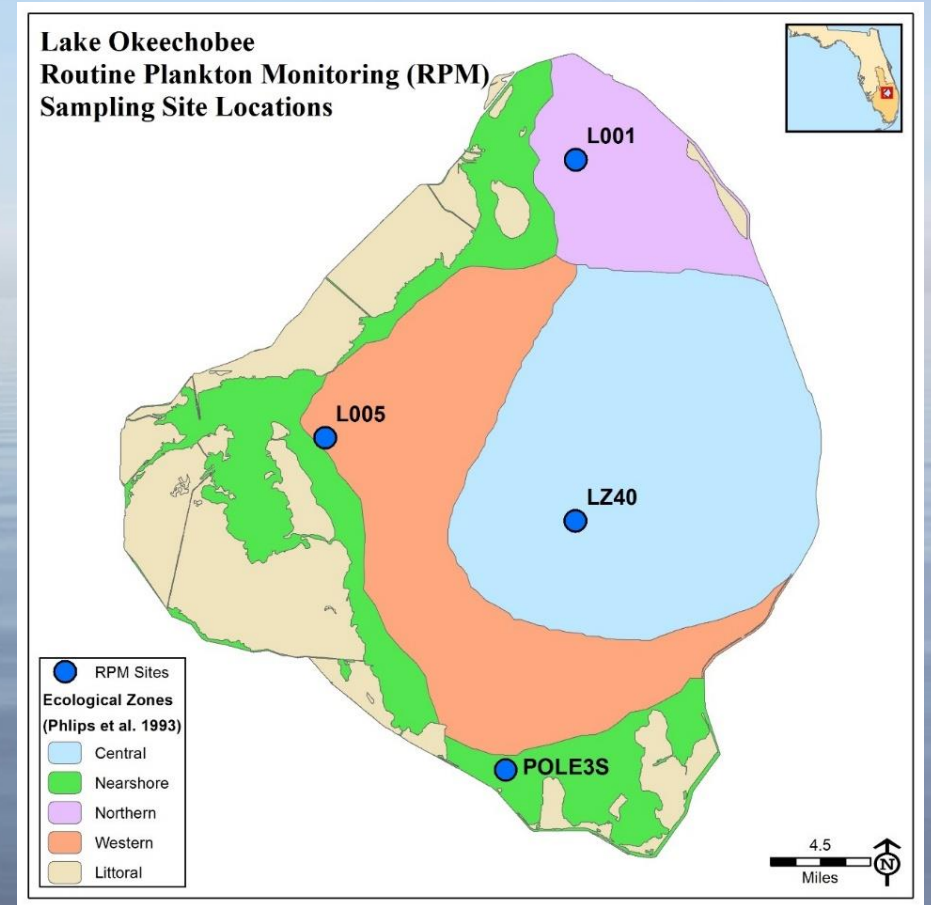 Lake Okeechobee
Routine Plankton Monitoring (RPM)
Sampling Site Locations
L001
L005
LZ40
POLE3S
RPM Sites
Ecological Zones
(Phlips et al. 1993)
Central
Nearshore
Northern
Western
Littoral
4.5
Miles
N